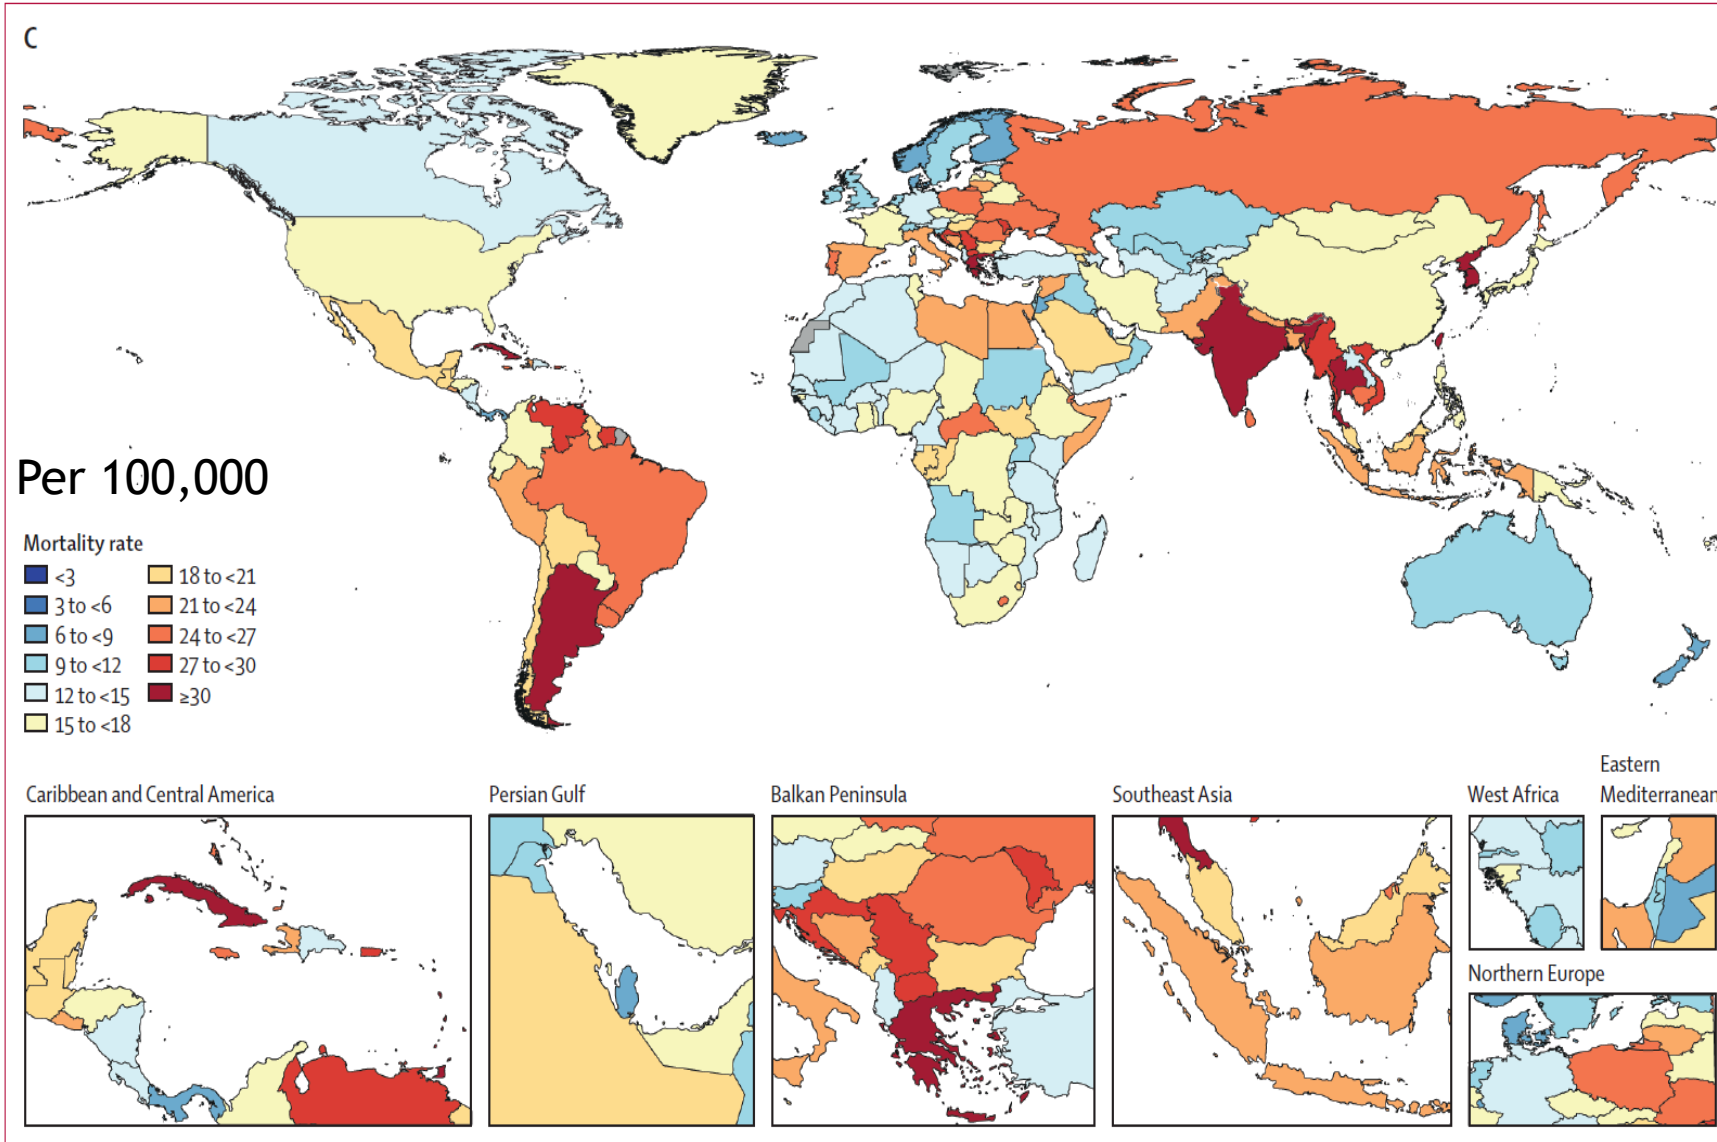 C
Per 100,000
Mortality rate
<3
3 to <6
6 to <9
9 to <12
12 to <15
15 to <18
18 to <21
21 to <24
24 to <27
27 to <30
≥30
Caribbean and Central America
Persian Gulf
Balkan Peninsula
Southeast Asia
West Africa
Eastern
Mediterranean
Northern Europe